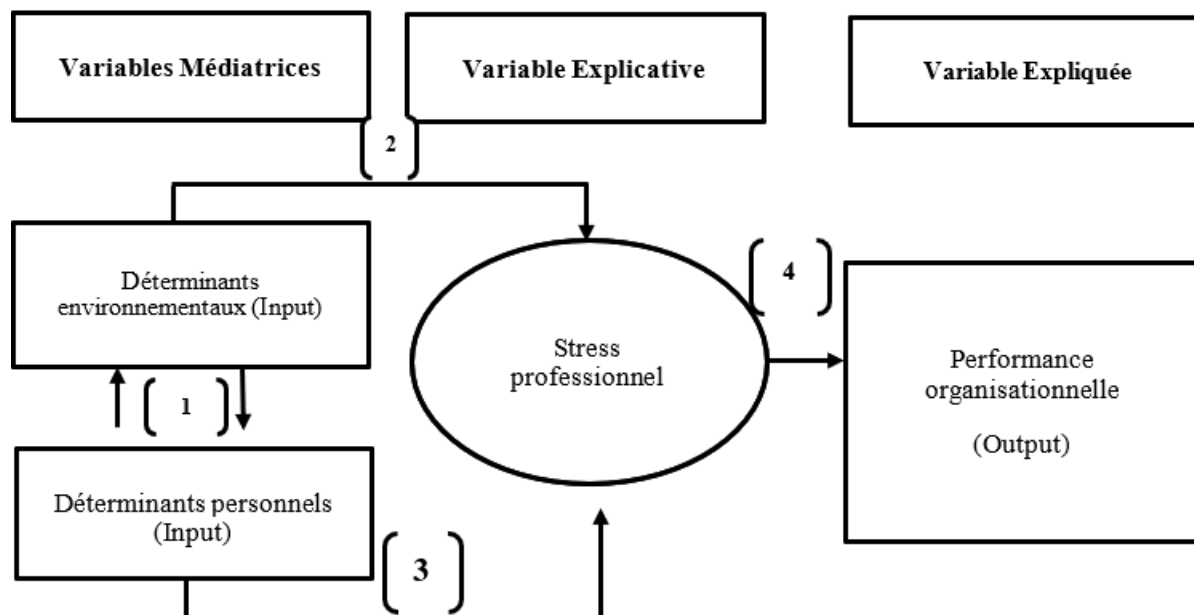 Variables Médiatrices
Variable Explicative
Variable Expliquée
2
Déterminants
environnementaux (Input)
4
Stress
professionnel
Performance
organisationnelle
(Output)
1
Déterminants personnels
(Input)
3